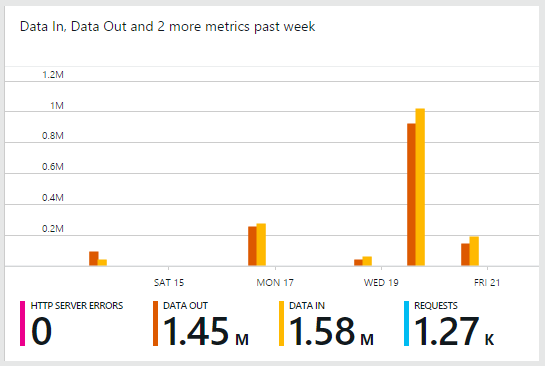 Data In, Data Out and 2 more metrics past week
1.2M
1M
0.8M
0.6M
0.4M
0.2M
SAT 15 MON 17 WED 19 FRI 21
HTTP SERVER ERRORS DATA OUT DATA IN REQUESTS
0 1.45 M 1.58 M 1.27 K